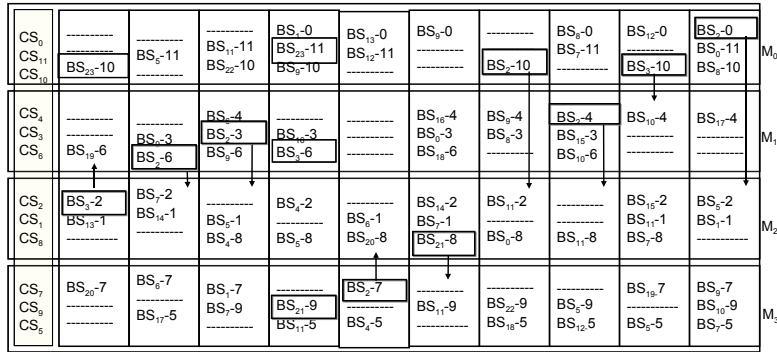 CS₀ ---------- ---------- BS₁-0 BS₁₃-0 BS₉-0 ---------- BS₈-0 BS₁₂-0 BS₂-0
CS₁₁ ---------- BS₅-11 BS₁₁-11 BS₂₃-11 BS₁₂-11 ---------- ---------- BS₇-11 ---------- BS₀-11 M₀
CS₁₀ BS₂₃-10 BS₂₂-10 BS₉-10 ---------- ---------- BS₂-10 ---------- BS₃-10 BS₈-10
CS₄ ---------- ---------- ---------- ---------- BS₁₆-4 BS₉-4 BS₂-4 BS₁₀-4 BS₁₇-4
CS₃ ---------- BS₂-3 BS₁₆-3 ---------- BS₀-3 BS₈-3 BS₁₅-3 ---------- ---------- M₁
CS₆ BS₁₉-6 BS₂-6 BS₉-6 BS₃-6 ---------- BS₁₈-6 ---------- BS₁₀-6 ---------- ----------
CS₂ BS₃-2 BS₇-2 ---------- BS₄-2 ---------- BS₁₄-2 BS₁₁-2 ---------- BS₁₅-2 BS₅-2
CS₁ BS₁₃-1 BS₁₄-1 BS₅-1 ---------- BS₆-1 BS₇-1 ---------- ---------- BS₁₁-1 BS₁-1 M₂
CS₈ ---------- ---------- BS₄-8 BS₅-8 BS₂₀-8 BS₂₁-8 BS₀-8 BS₁₁-8 BS₇-8 ----------
CS₇ BS₂₀-7 BS₆-7 BS₁-7 ---------- BS₂-7 ---------- ---------- ---------- BS₁₉-7 BS₉-7
CS₉ ---------- ---------- BS₇-9 BS₂₁-9 ---------- BS₁₁-9 BS₂₂-9 BS₅-9 ---------- BS₁₀-9 M₃
CS₅ ---------- BS₁₇-5 ---------- BS₁₁-5 BS₄-5 ---------- BS₁₈-5 BS₁₂-5 BS₅-5 BS₇-5